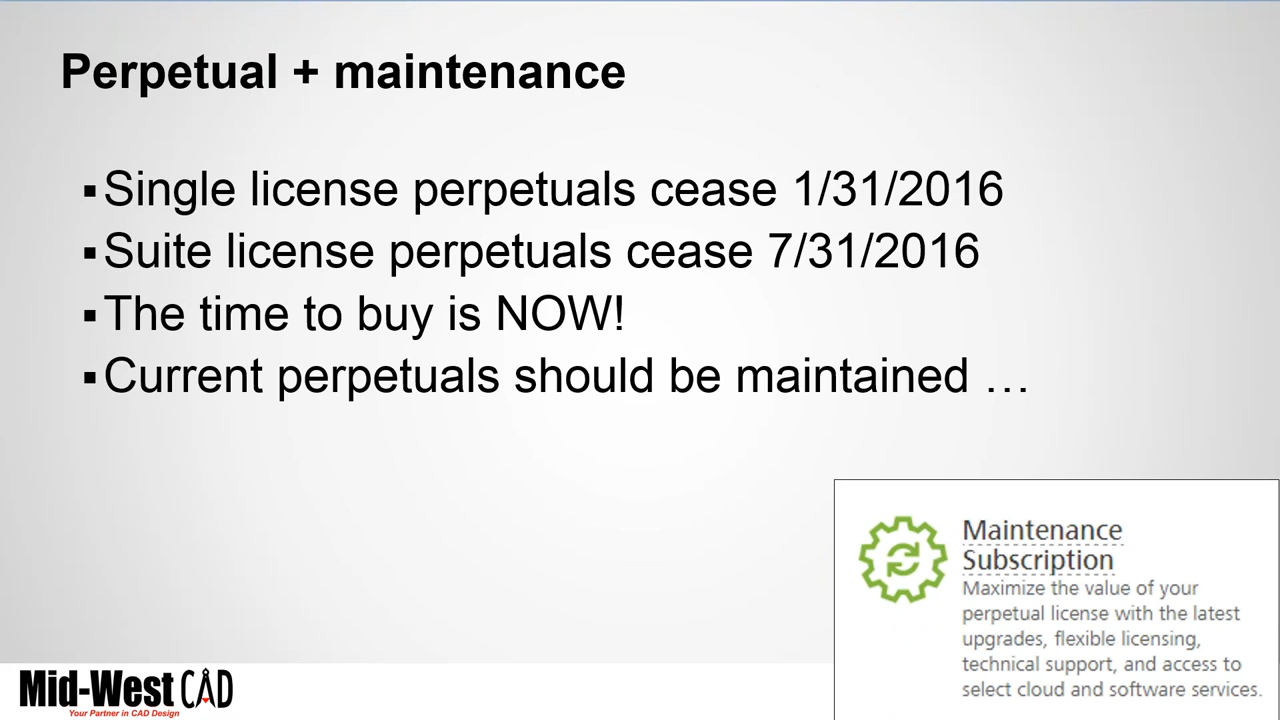 Perpetual + maintenance
▪Single license perpetuals cease 1/31/2016
▪Suite license perpetuals cease 7/31/2016
▪The time to buy is NOW!
▪Current perpetuals should be maintained …
Maintenance
Subscription
Maximize the value of your
perpetual license with the latest
upgrades, flexible licensing,
technical support, and access to
select cloud and software services.
Mid-West CAD
Your Partner in CAD Design